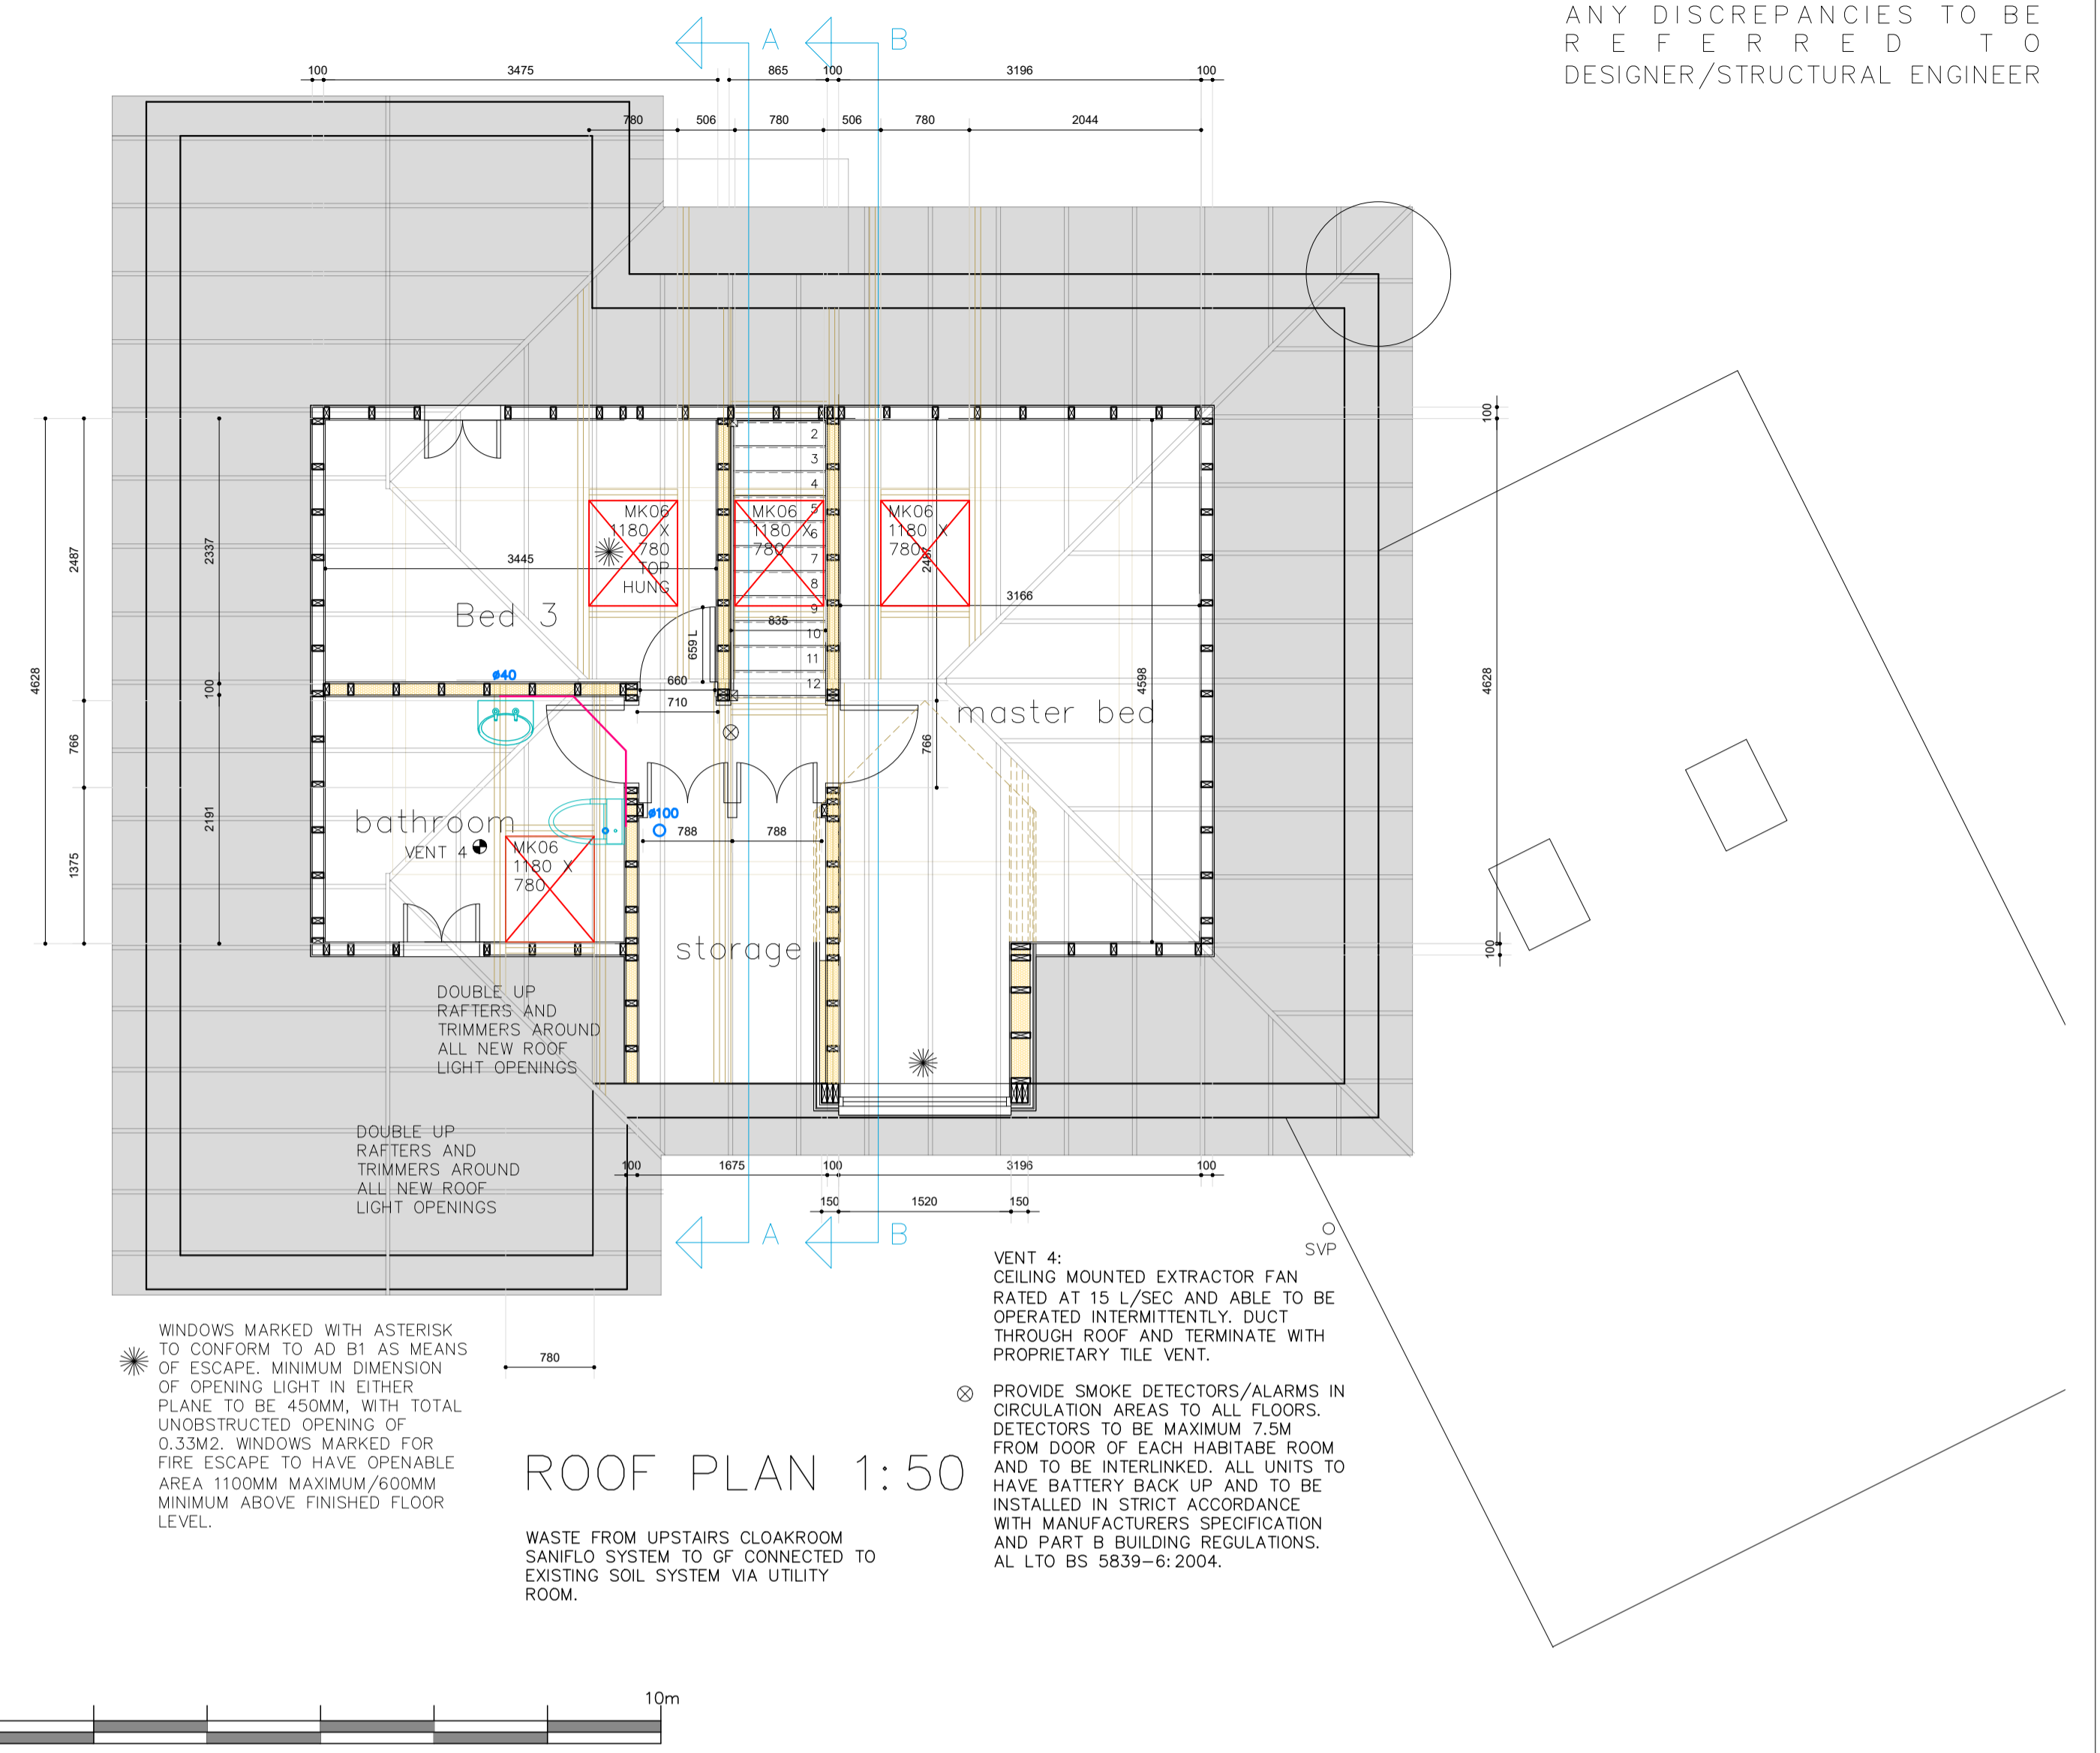 ANY DISCREPANCIES TO BE
REFERRED TO
DESIGNER/STRUCTURAL ENGINEER
A
B
100
3475
865
100
3196
100
780
506
780
506
780
2044
2
3
4
5
6
7
8
9
10
11
12
MK06
1180 X
780
TOP
HUNG
MK06
1180 X
780
MK06
1180 X
780
3445
Bed 3
659 L
835
3166
2487
2337
2487
4628
100
766
2191
1375
100
4628
100
4598
2487
766
ø40
660
710
master bed
bathroom
VENT 4
MK06
1180 X
780
ø100
788
788
storage
DOUBLE UP
RAFTERS AND
TRIMMERS AROUND
ALL NEW ROOF
LIGHT OPENINGS
DOUBLE UP
RAFTERS AND
TRIMMERS AROUND
ALL NEW ROOF
LIGHT OPENINGS
100
1675
100
3196
100
150
1520
150
A
B
SVP
780
WINDOWS MARKED WITH ASTERISK
TO CONFORM TO AD B1 AS MEANS
OF ESCAPE. MINIMUM DIMENSION
OF OPENING LIGHT IN EITHER
PLANE TO BE 450MM, WITH TOTAL
UNOBSTRUCTED OPENING OF
0.33M2. WINDOWS MARKED FOR
FIRE ESCAPE TO HAVE OPENABLE
AREA 1100MM MAXIMUM/600MM
MINIMUM ABOVE FINISHED FLOOR
LEVEL.
ROOF PLAN 1:50
WASTE FROM UPSTAIRS CLOAKROOM
SANIFLO SYSTEM TO GF CONNECTED TO
EXISTING SOIL SYSTEM VIA UTILITY
ROOM.
VENT 4:
CEILING MOUNTED EXTRACTOR FAN
RATED AT 15 L/SEC AND ABLE TO BE
OPERATED INTERMITTENTLY. DUCT
THROUGH ROOF AND TERMINATE WITH
PROPRIETARY TILE VENT.
PROVIDE SMOKE DETECTORS/ALARMS IN
CIRCULATION AREAS TO ALL FLOORS.
DETECTORS TO BE MAXIMUM 7.5M
FROM DOOR OF EACH HABITABE ROOM
AND TO BE INTERLINKED. ALL UNITS TO
HAVE BATTERY BACK UP AND TO BE
INSTALLED IN STRICT ACCORDANCE
WITH MANUFACTURERS SPECIFICATION
AND PART B BUILDING REGULATIONS.
AL LTO BS 5839-6:2004.
10m